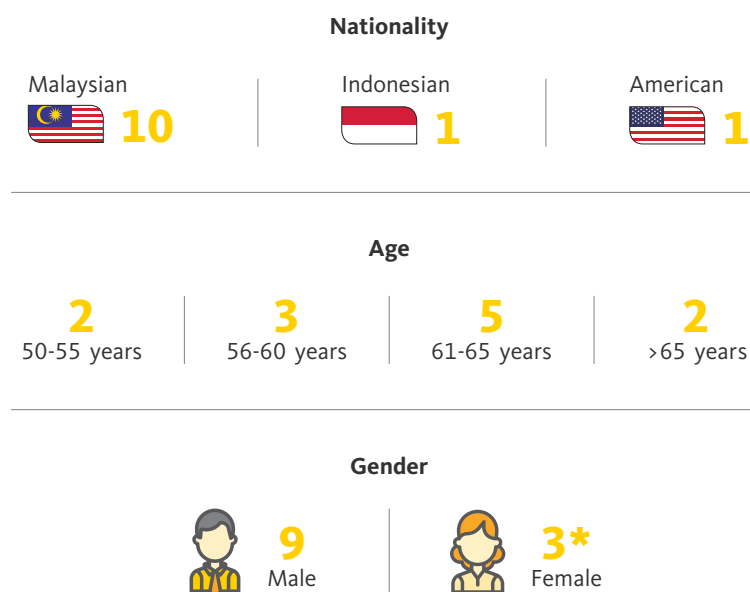 Nationality
Malaysian Indonesian American
10 1 1
Age
2 3 5 2
50-55 years 56-60 years 61-65 years >65 years
Gender
9 3*
Male Female